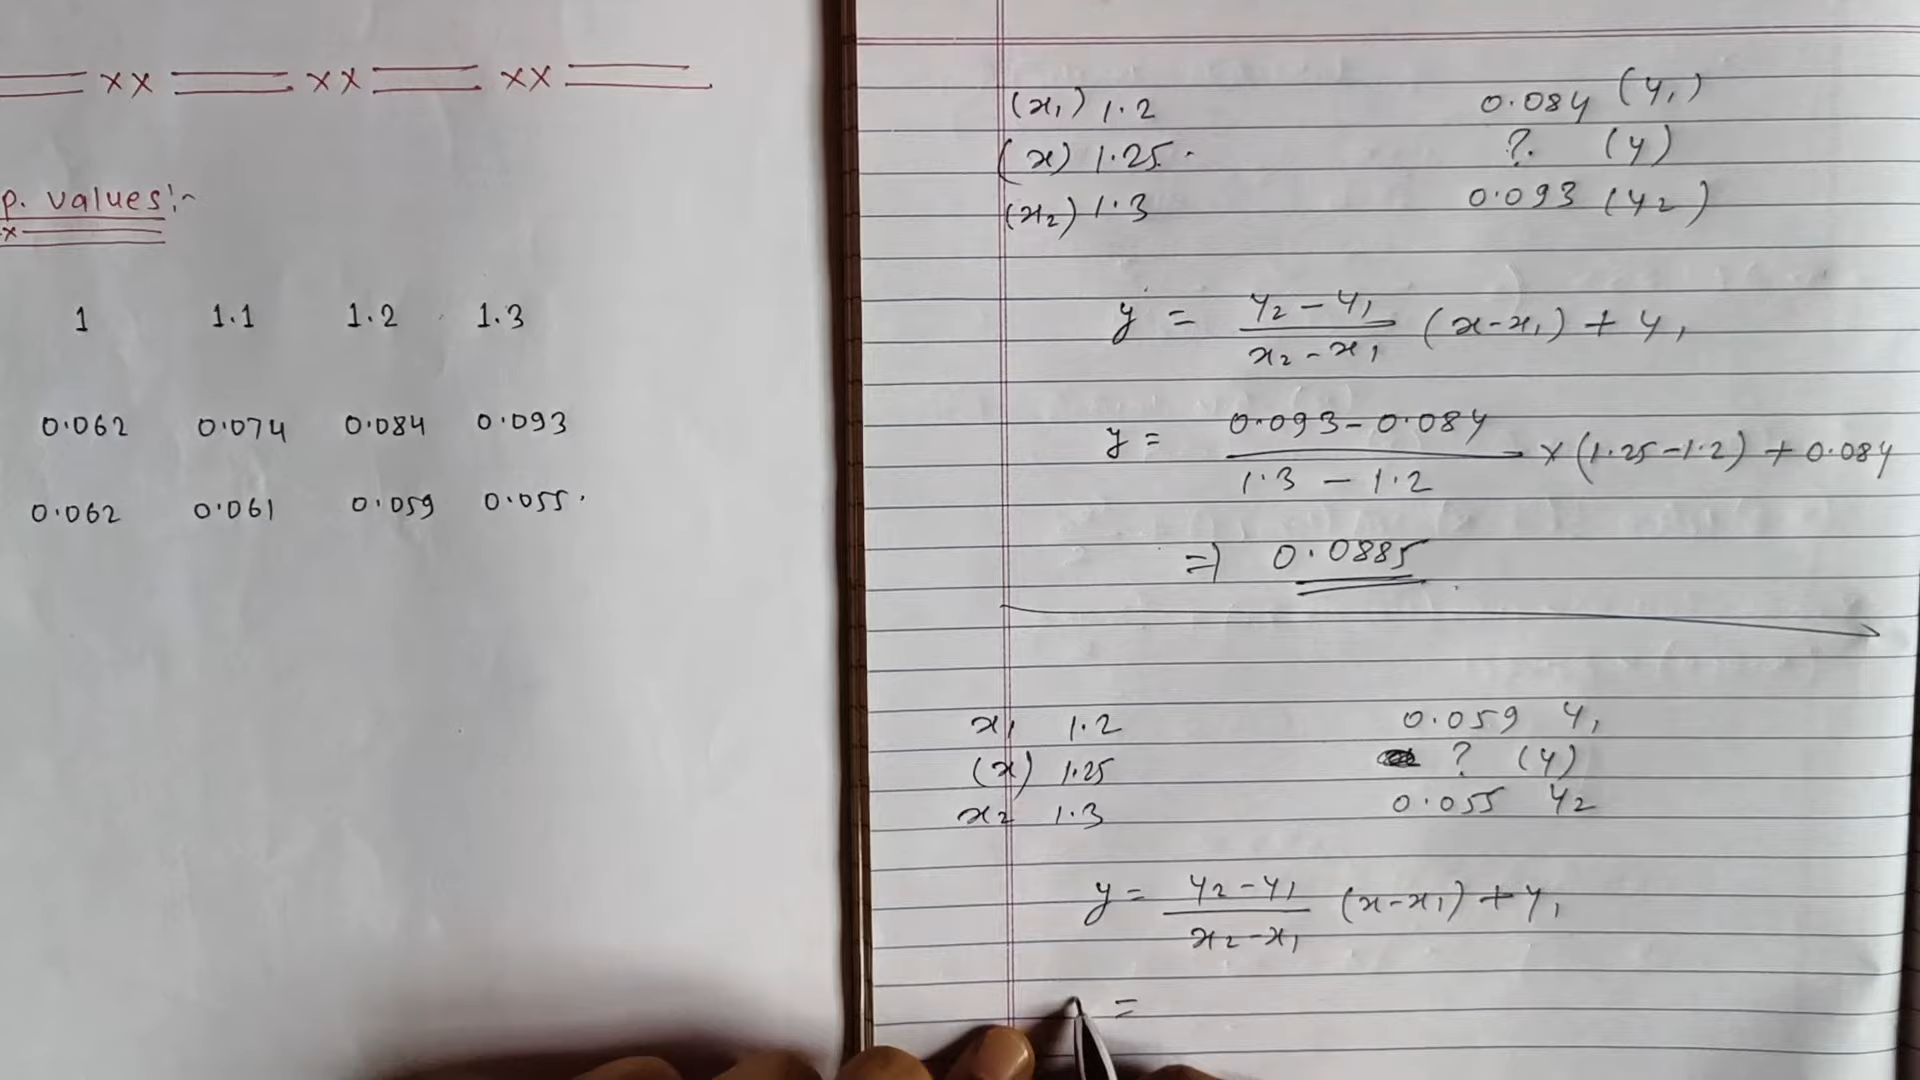 xx xx xx
p. values:-
1 1.1 1.2 1.3
0.062 0.074 0.084 0.093
0.062 0.061 0.059 0.055.
(x₁) 1.2 0.084 (y₁)
(x) 1.25. ?. (y)
(x₂) 1.3 0.093 (y₂)
y = y₂-y₁ / x₂-x₁ (x-x₁) + y₁
y = 0.093-0.084 / 1.3 - 1.2 × (1.25-1.2) + 0.084
⇒ 0.0885
x₁ 1.2 0.059 y₁
(x) 1.25 ? (y)
x₂ 1.3 0.055 y₂
y = y₂-y₁ / x₂-x₁ (x-x₁) + y₁
=